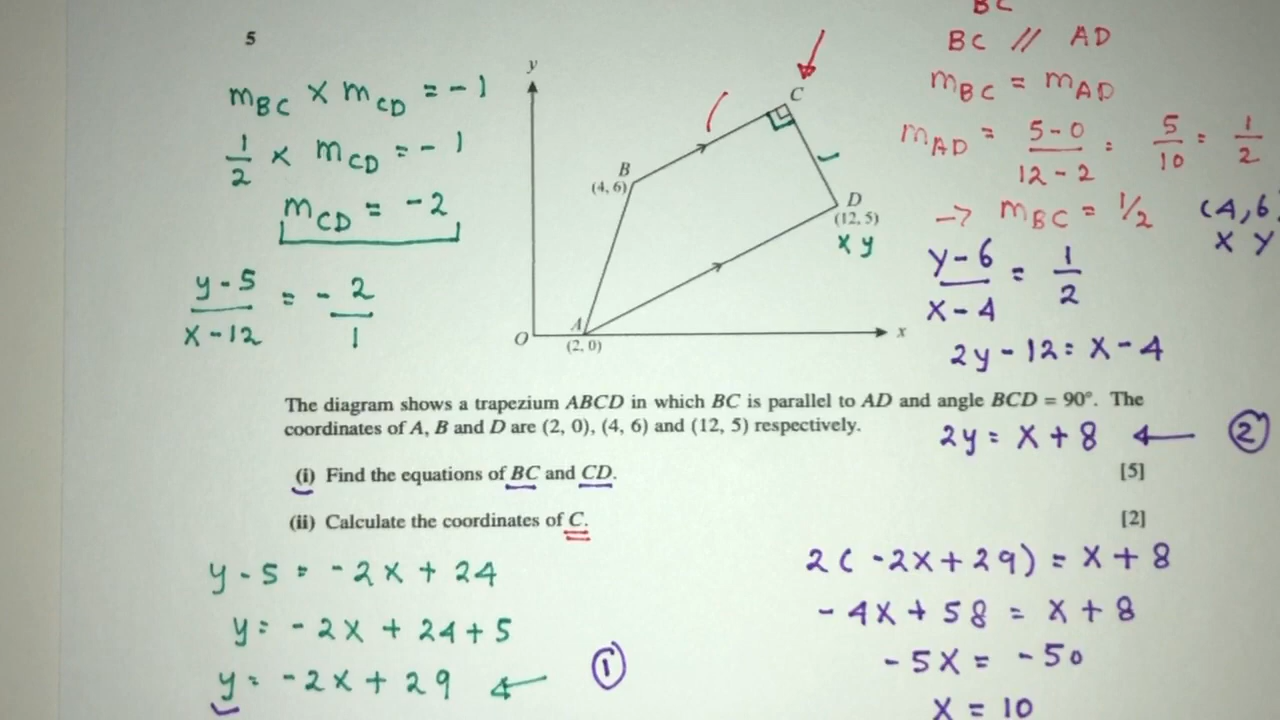 5
m_BC × m_CD = -1
1/2 × m_CD = -1
m_CD = -2
y-5/x-12 = -2/1
y
C
B
(4, 6)
D
(12, 5)
x y
A
O
(2, 0)
x
BC
BC // AD
m_BC = m_AD
m_AD = 5-0/12-2 = 5/10 = 1/2
→ m_BC = 1/2
(4,6)
x y
y-6/x-4 = 1/2
2y-12 = x-4
The diagram shows a trapezium ABCD in which BC is parallel to AD and angle BCD = 90°. The
coordinates of A, B and D are (2, 0), (4, 6) and (12, 5) respectively.
2y = x+8 ← 2
(i) Find the equations of BC and CD. [5]
(ii) Calculate the coordinates of C. [2]
y-5 = -2x + 24
y = -2x + 24+5
y = -2x + 29 ← 1
2(-2x+29) = x+8
-4x+58 = x+8
-5x = -50
x = 10